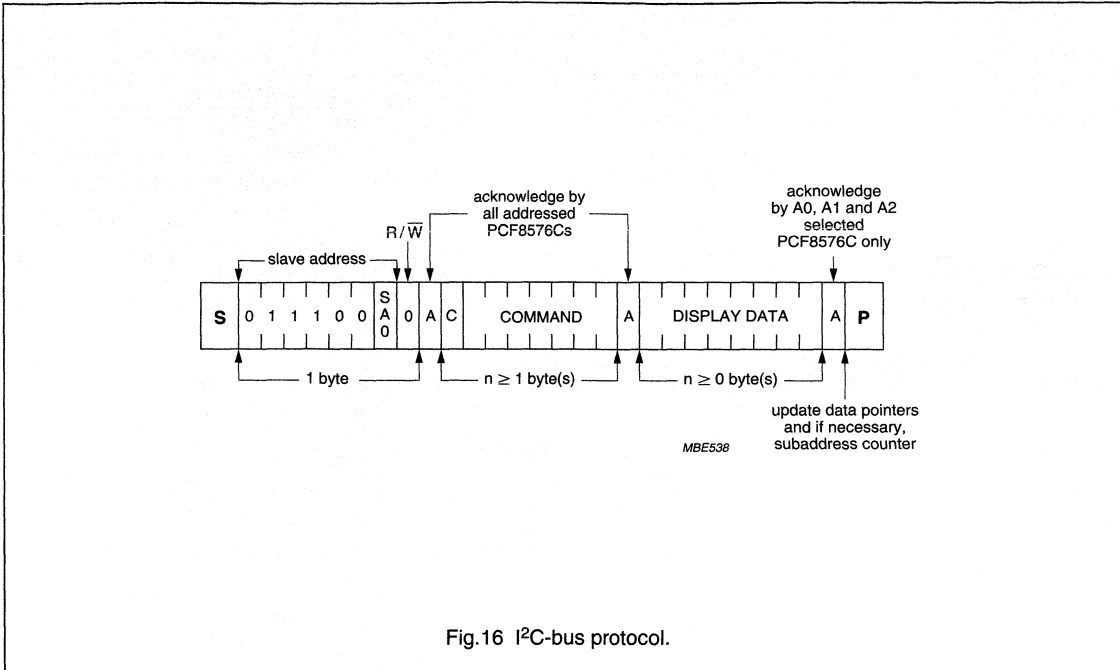 acknowledge by
all addressed
PCF8576Cs
acknowledge
by A0, A1 and A2
selected
PCF8576C only
R/W̅
slave address
S 0 1 1 1 0 0 SA0 0 A C COMMAND A DISPLAY DATA A P
1 byte
n ≥ 1 byte(s)
n ≥ 0 byte(s)
update data pointers
and if necessary,
subaddress counter
MBE538
Fig.16 I²C-bus protocol.